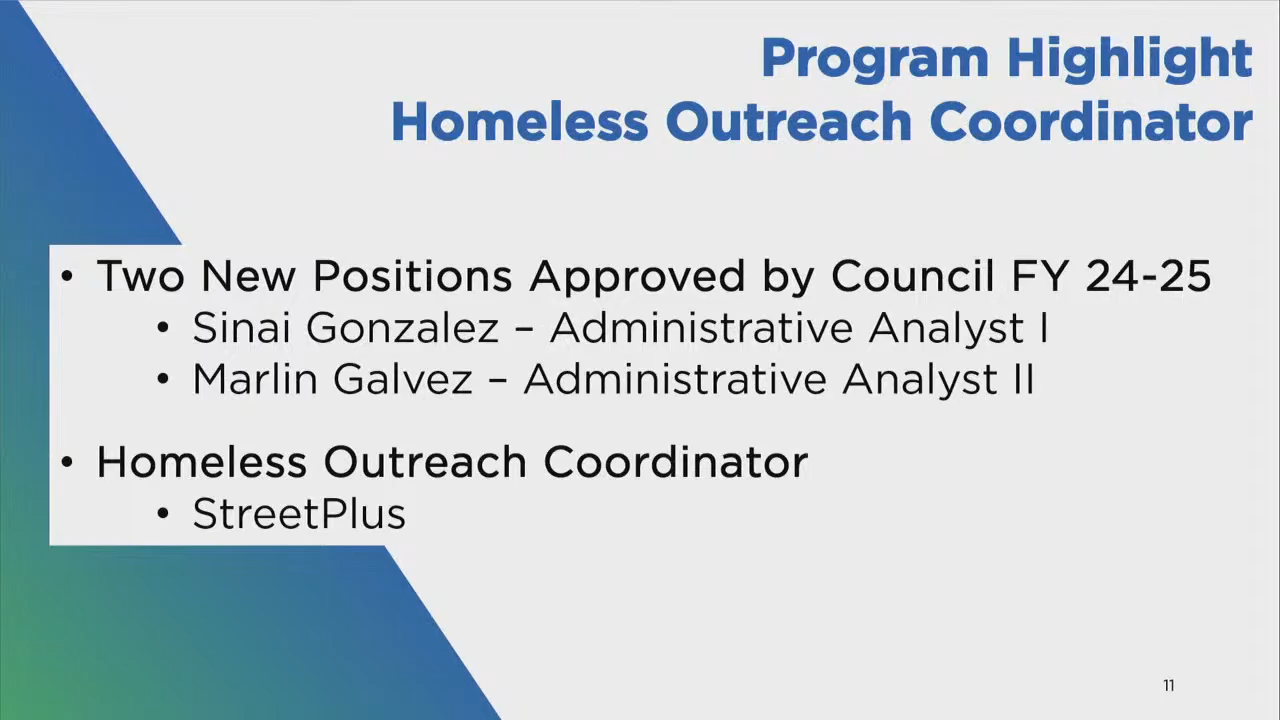 Program Highlight
Homeless Outreach Coordinator
• Two New Positions Approved by Council FY 24-25
• Sinai Gonzalez – Administrative Analyst I
• Marlin Galvez – Administrative Analyst II
• Homeless Outreach Coordinator
• StreetPlus
11